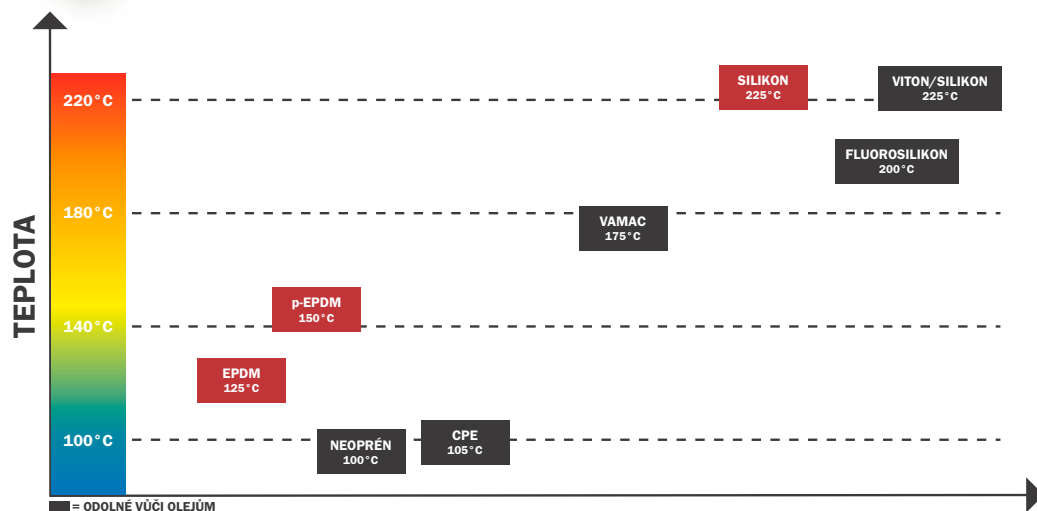 220°C
SILIKON
225°C
VITON/SILIKON
225°C
FLUOROSILIKON
200°C
180°C
VAMAC
175°C
TEPLOTA
p-EPDM
150°C
140°C
EPDM
125°C
100°C
NEOPRÉN
100°C
CPE
105°C
= ODOLNÉ VŮČI OLEJŮM